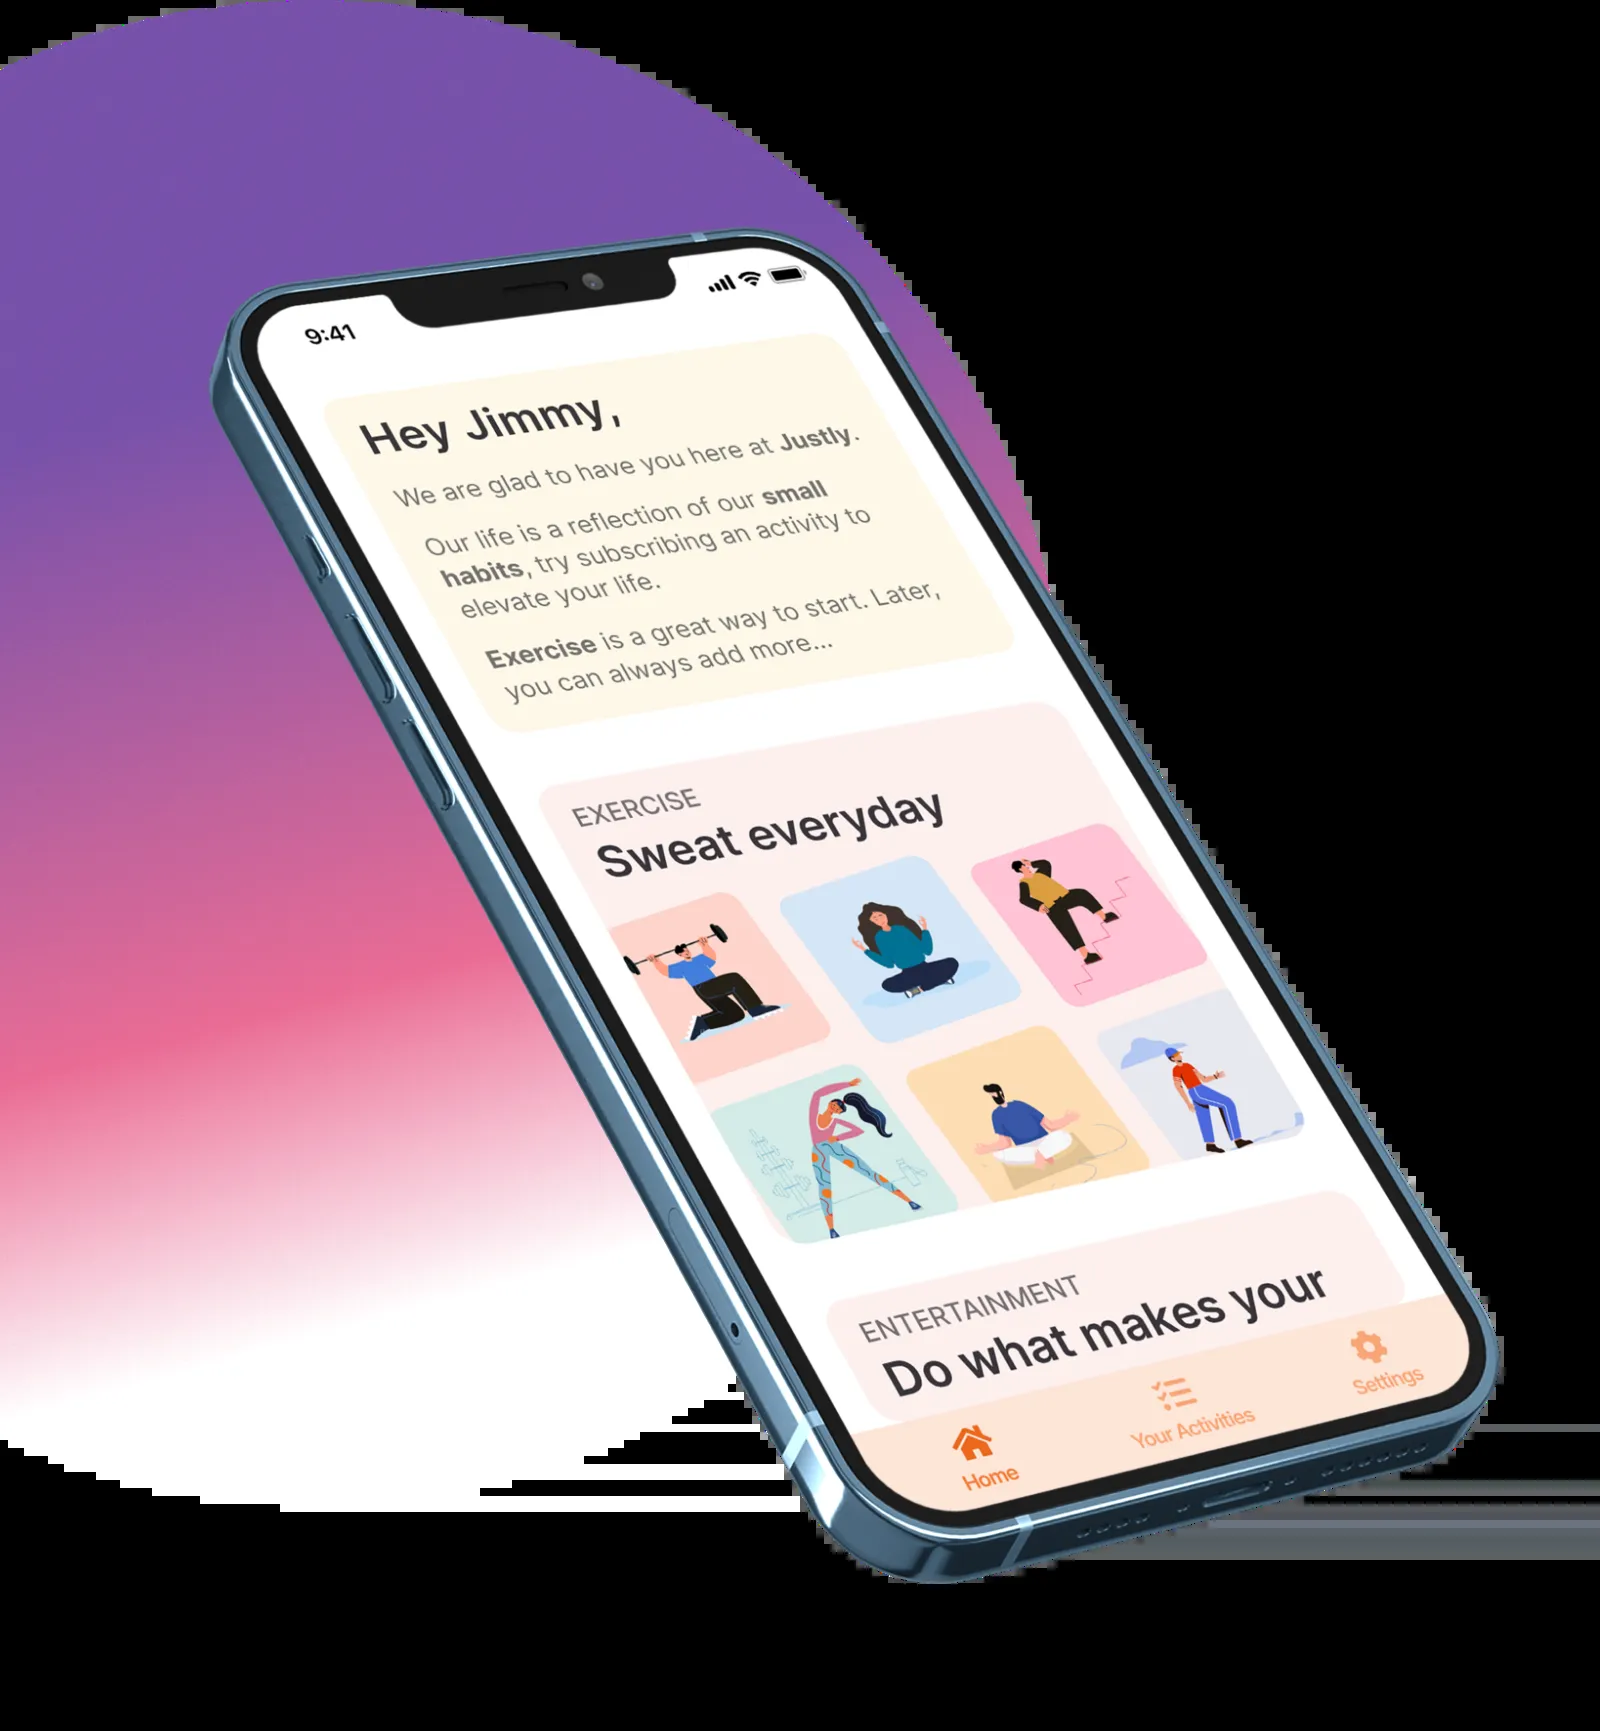 9:41
Hey Jimmy,
We are glad to have you here at Justly.
Our life is a reflection of our small
habits, try subscribing an activity to
elevate your life.
Exercise is a great way to start. Later,
you can always add more...
EXERCISE
Sweat everyday
ENTERTAINMENT
Do what makes your
Home
Your Activities
Settings